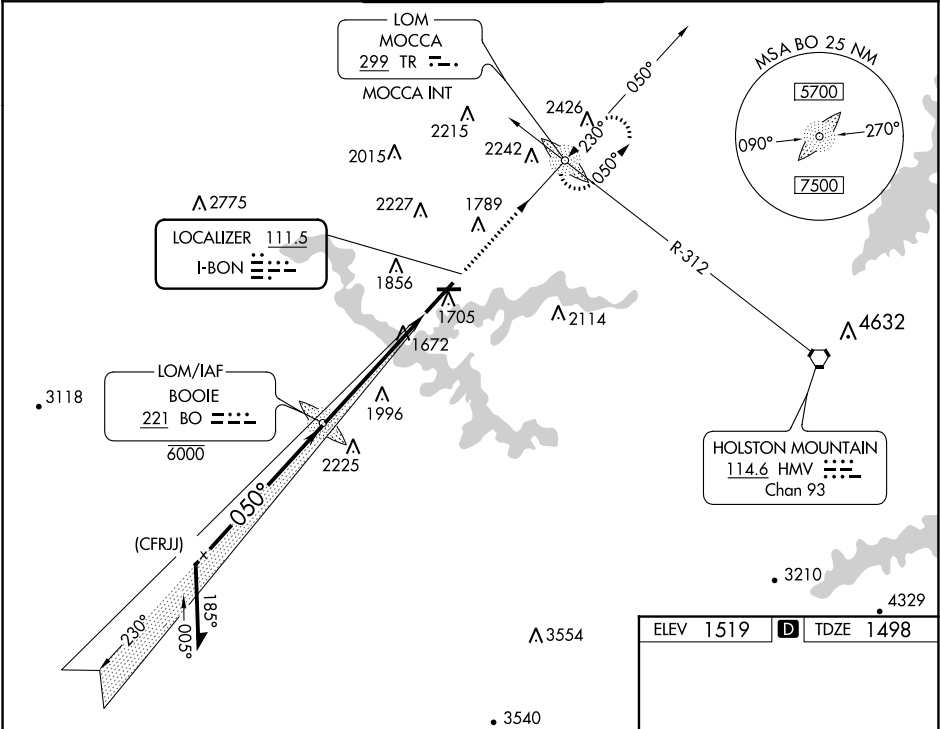 LOM
MOCCA
299 TR
MOCCA INT
MSA BO 25 NM
5700
090°
270°
7500
050°
2426
230°
050°
2215
2242
2015
2775
2227
1789
LOCALIZER 111.5
I-BON
1856
1705
1672
R-312
2114
4632
LOM/IAF
BOOIE
221 BO
6000
3118
1996
2225
HOLSTON MOUNTAIN
114.6 HMV
Chan 93
050°
(CFRJJ)
185°
005°
230°
3210
4329
3554
3540
ELEV 1519 D TDZE 1498